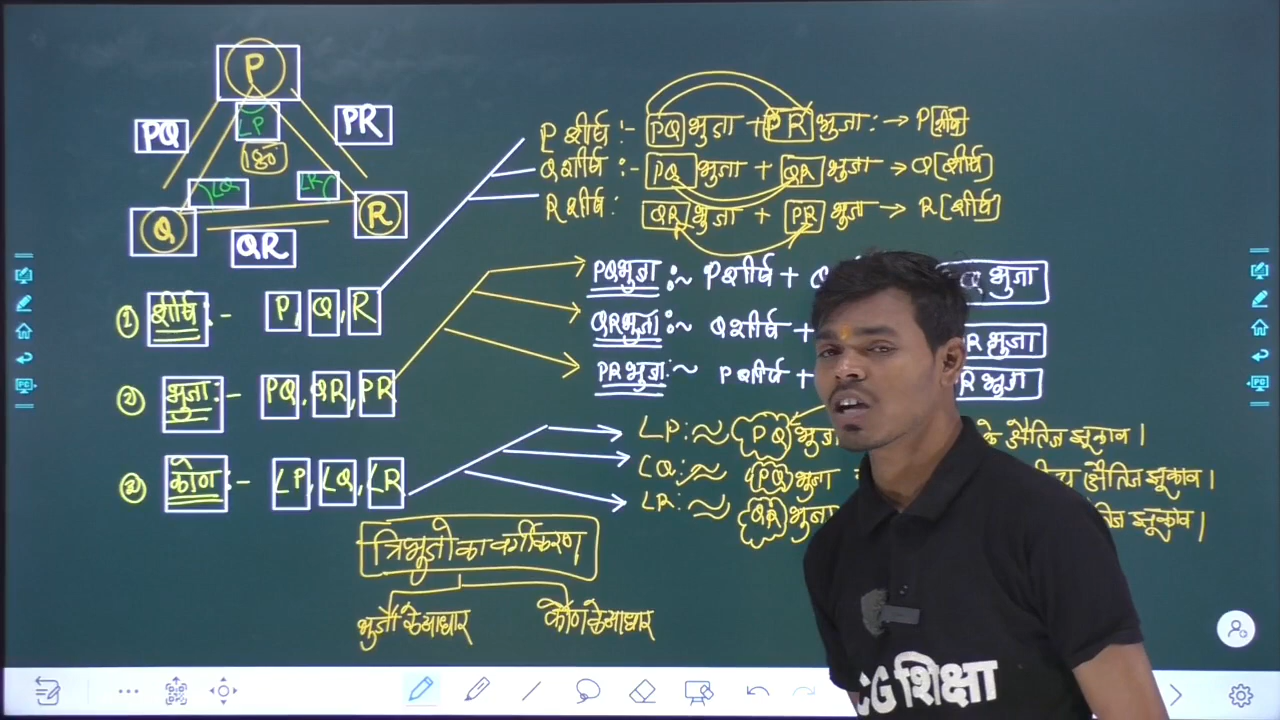 P
PQ
PR
∠P
180
∠Q
∠R
Q
R
QR
① शीर्ष :- P, Q, R
② भुजा :- PQ, QR, PR
③ कोण :- ∠P, ∠Q, ∠R
P शीर्ष :- PQ भुजा + PR भुजा :→ P[शीर्ष]
Q शीर्ष :- PQ भुजा + QR भुजा → Q[शीर्ष]
R शीर्ष : QR भुजा + PR भुजा → R[शीर्ष]
PQ भुजा :~ P शीर्ष + Q भुजा
QR भुजा :~ Q शीर्ष + R भुजा
PR भुजा :~ P शीर्ष + R भुजा
∠P :≈ PQ भुजा के क्षैतिज झुकाव।
∠Q :≈ PQ भुजा क्षैतिज झुकाव।
∠R :≈ QR भुजा झुकाव।
त्रिभुजो का वर्गीकरण
भुजाे के आधार
कोण के आधार
CG शिक्षा